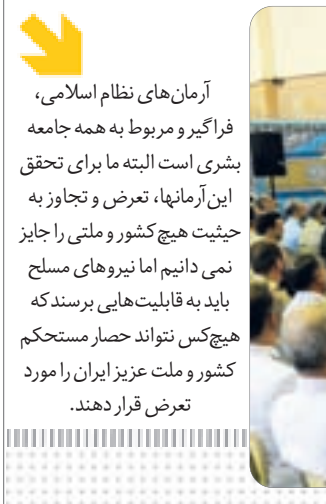 آرمان‌های نظام اسلامی،
فراگیر و مربوط به همه جامعه
بشری است البته ما برای تحقق
این آرمانها، تعرض و تجاوز به
حیثیت هیچ کشور و ملتی را جایز
نمی دانیم اما نیروهای مسلح
باید به قابلیت‌هایی برسند که
هیچ‌کس نتواند حصار مستحکم
کشور و ملت عزیز ایران را مورد
تعرض قرار دهند.